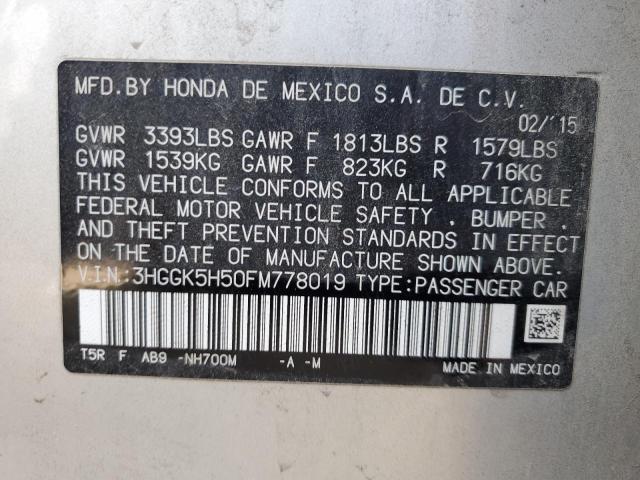 MFD.BY HONDA DE MEXICO S.A. DE C.V.
02/'15
GVWR 3393LBS GAWR F 1813LBS R 1579LBS
GVWR 1539KG GAWR F 823KG R 716KG
THIS VEHICLE CONFORMS TO ALL APPLICABLE
FEDERAL MOTOR VEHICLE SAFETY , BUMPER ,
AND THEFT PREVENTION STANDARDS IN EFFECT
ON THE DATE OF MANUFACTURE SHOWN ABOVE.
V.I.N.:3HGGK5H50FM778019 TYPE:PASSENGER CAR
T5R F AB9 -NH700M -A -M
MADE IN MEXICO